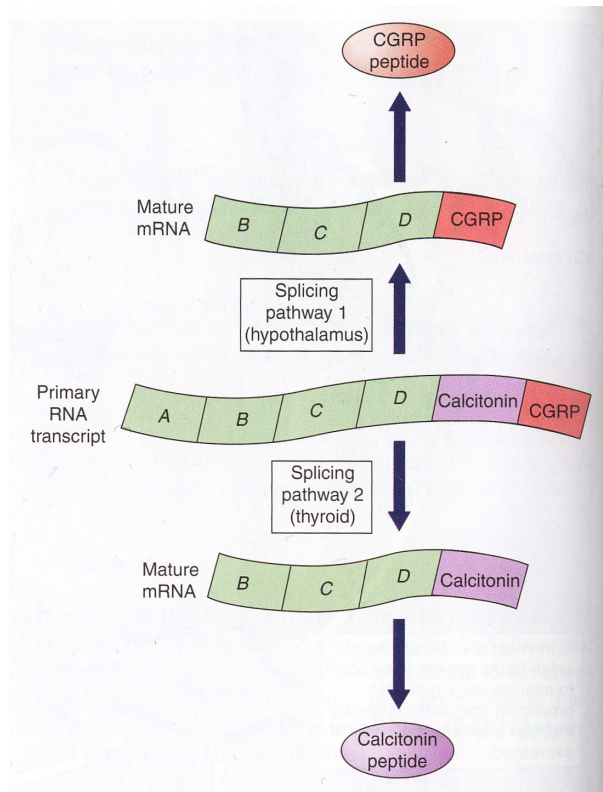 CGRP
peptide
Mature
mRNA
B C D CGRP
Splicing
pathway 1
(hypothalamus)
Primary
RNA
transcript
A B C D Calcitonin CGRP
Splicing
pathway 2
(thyroid)
Mature
mRNA
B C D Calcitonin
Calcitonin
peptide